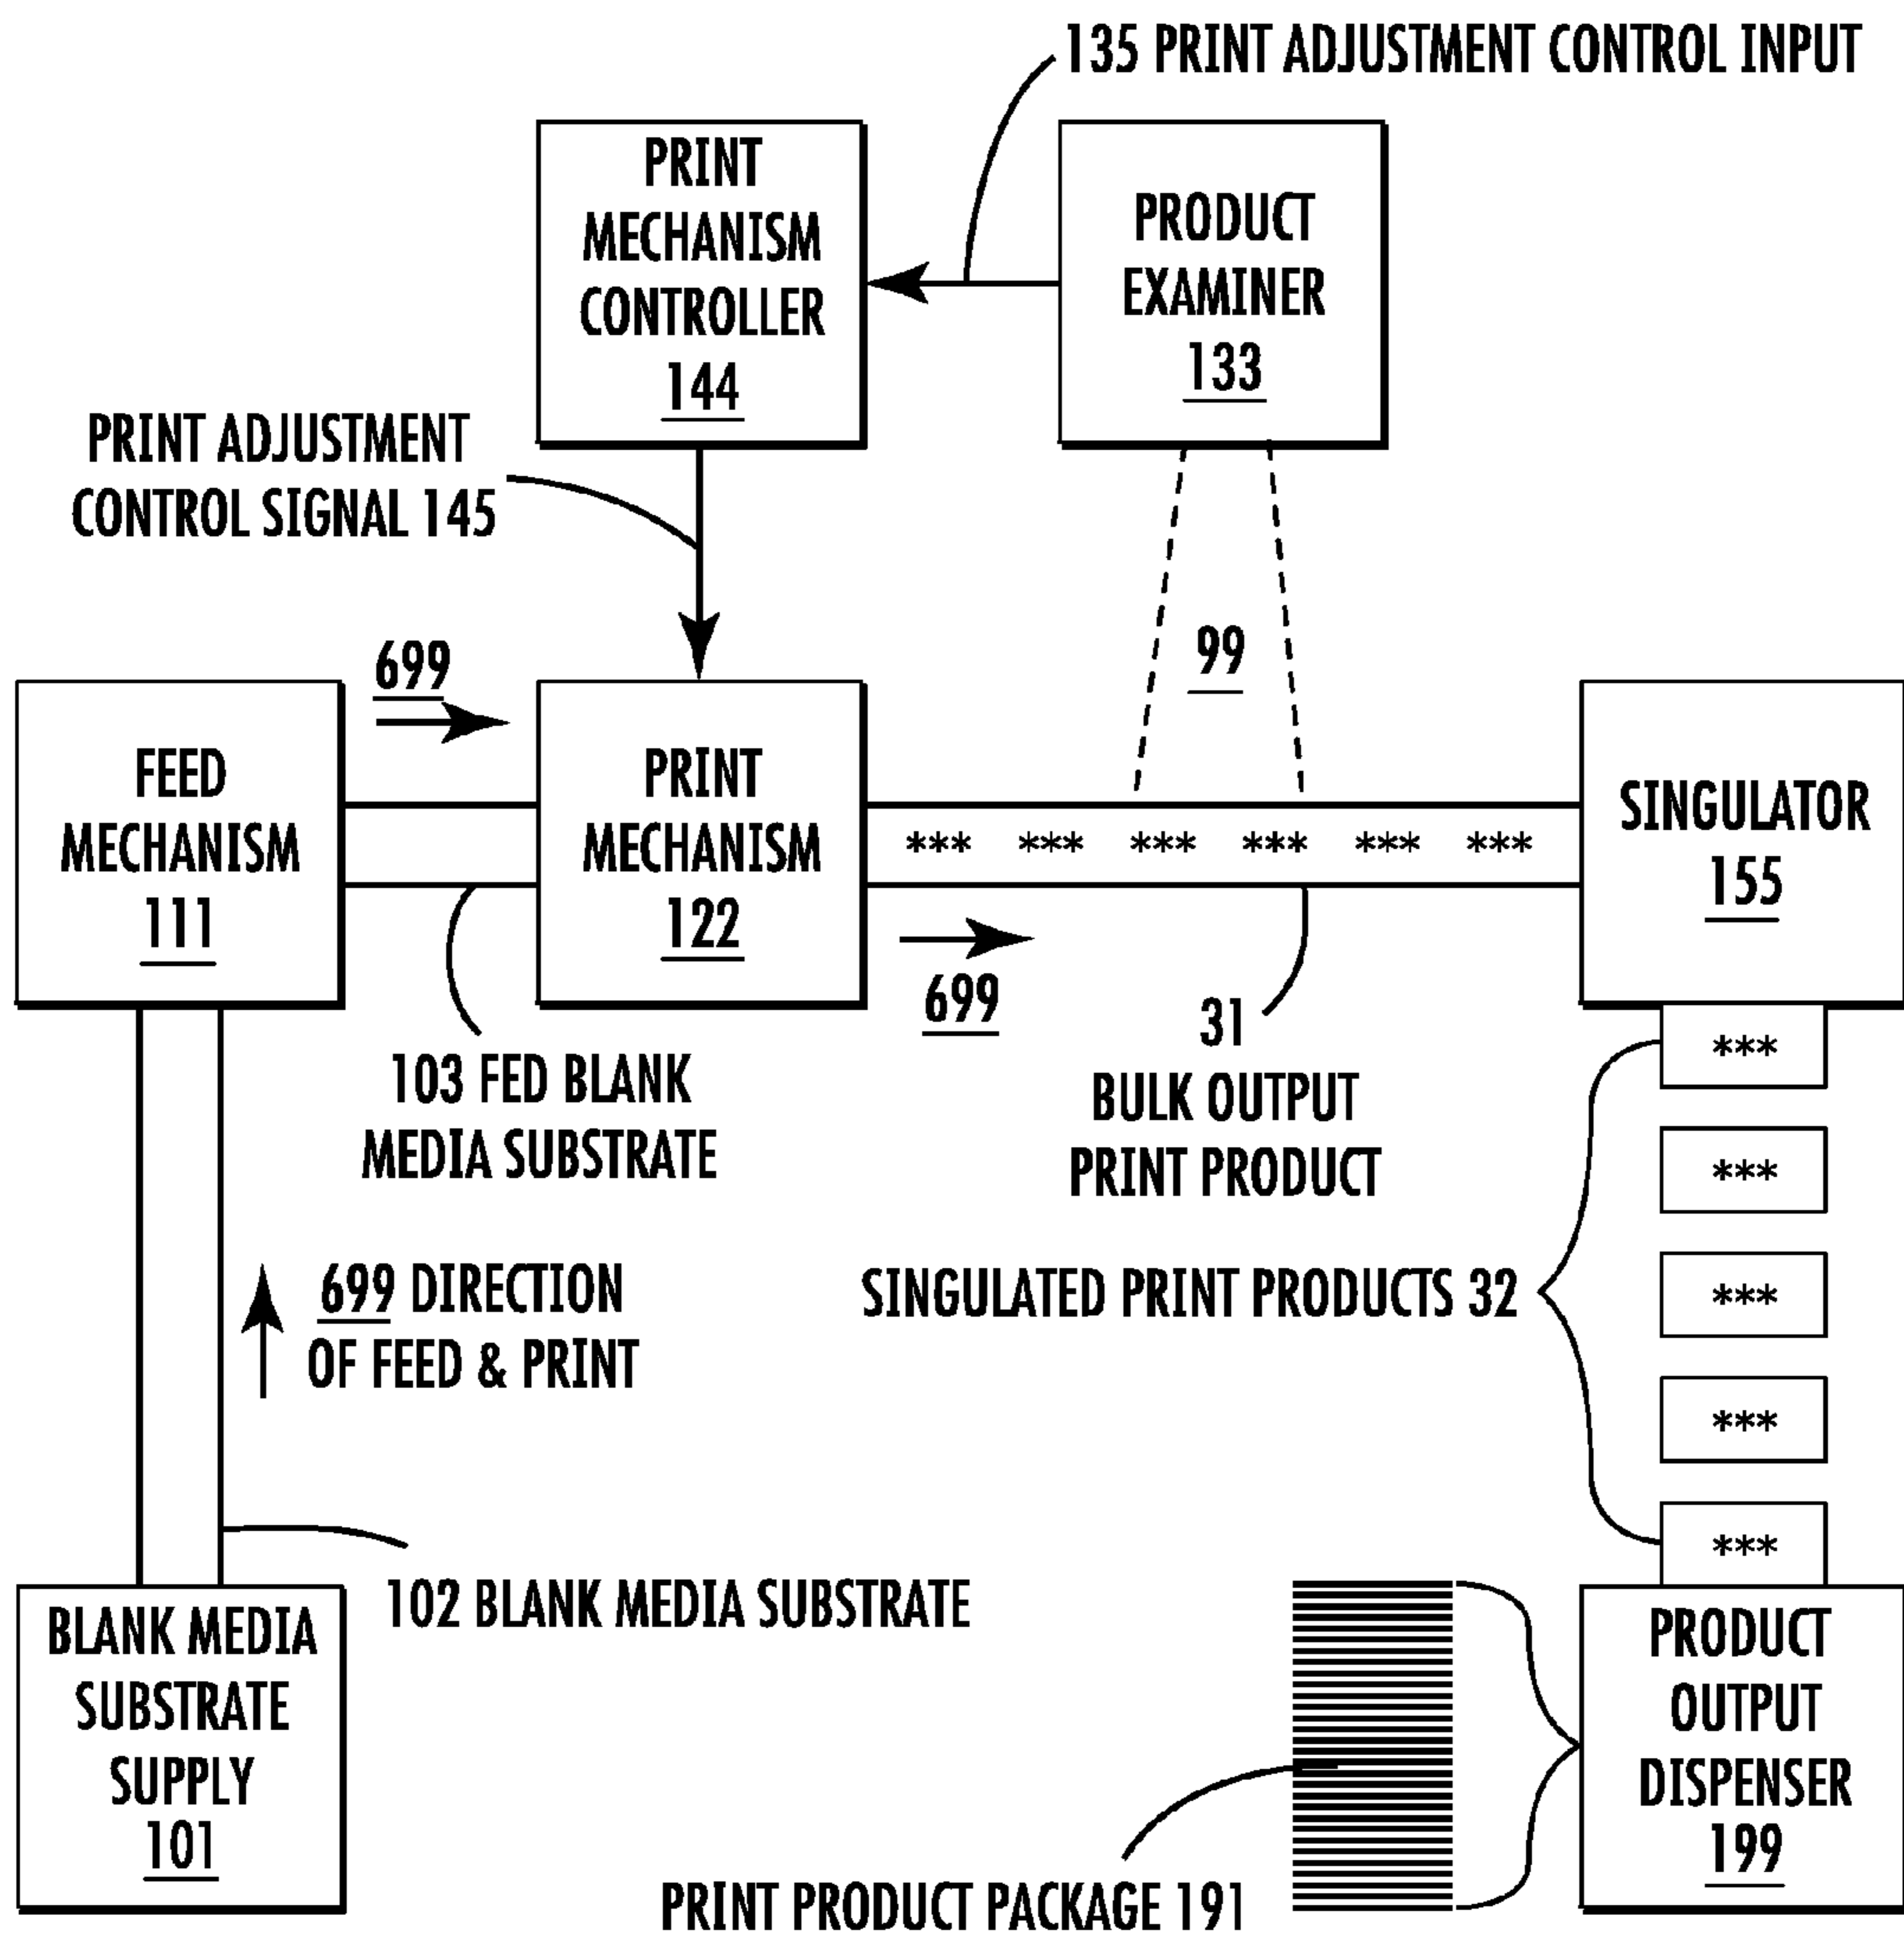 135 PRINT ADJUSTMENT CONTROL INPUT
PRINT
MECHANISM
CONTROLLER
144
PRODUCT
EXAMINER
133
PRINT ADJUSTMENT
CONTROL SIGNAL 145
699
99
FEED
MECHANISM
111
PRINT
MECHANISM
122
*** *** *** *** *** ***
SINGULATOR
155
699
103 FED BLANK
MEDIA SUBSTRATE
31
BULK OUTPUT
PRINT PRODUCT
***
***
699 DIRECTION
OF FEED & PRINT
SINGULATED PRINT PRODUCTS 32
***
***
***
102 BLANK MEDIA SUBSTRATE
BLANK MEDIA
SUBSTRATE
SUPPLY
101
PRODUCT
OUTPUT
DISPENSER
199
PRINT PRODUCT PACKAGE 191